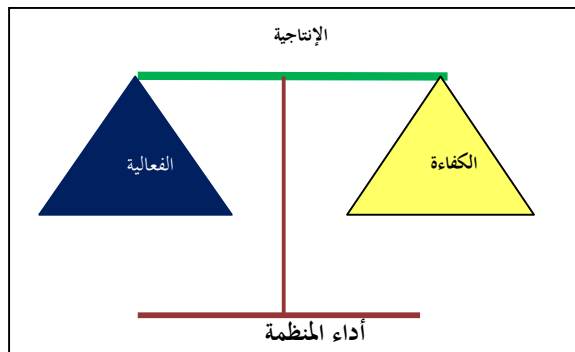 الإنتاجية
الكفاءة
الفعالية
أداء المنظمة